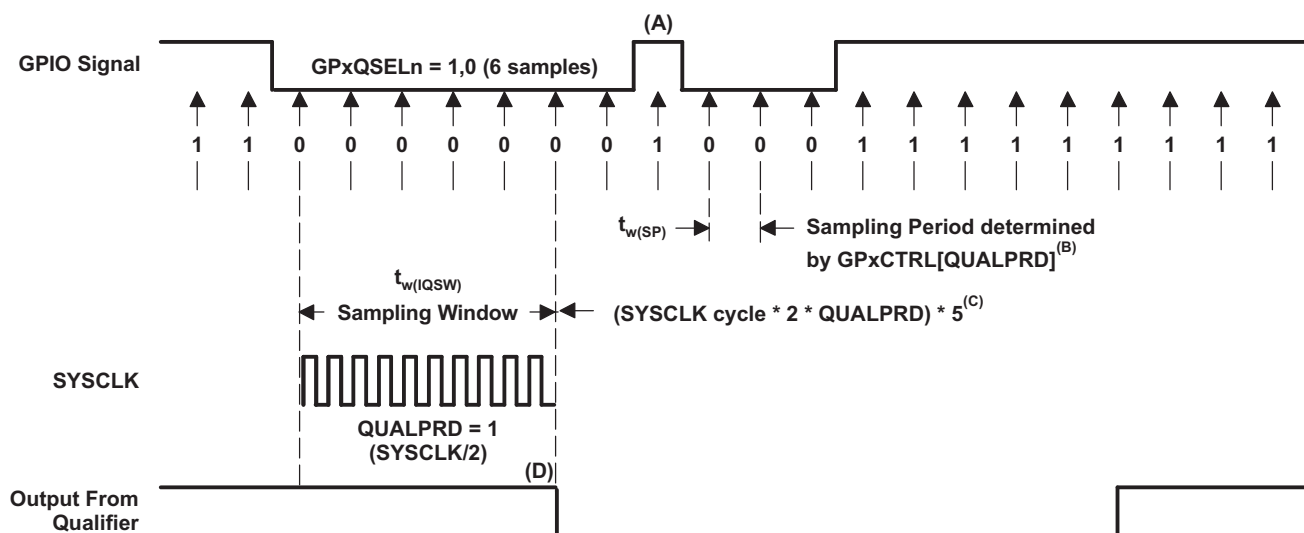 (A)
GPIO Signal
GPxQSELn = 1,0 (6 samples)
1 1 0 0 0 0 0 0 0 1 0 0 0 1 1 1 1 1 1 1 1 1
tw(SP)
Sampling Period determined
by GPxCTRL[QUALPRD](B)
tw(IQSW)
Sampling Window
(SYSCLK cycle * 2 * QUALPRD) * 5(C)
SYSCLK
QUALPRD = 1
(SYSCLK/2)
(D)
Output From
Qualifier